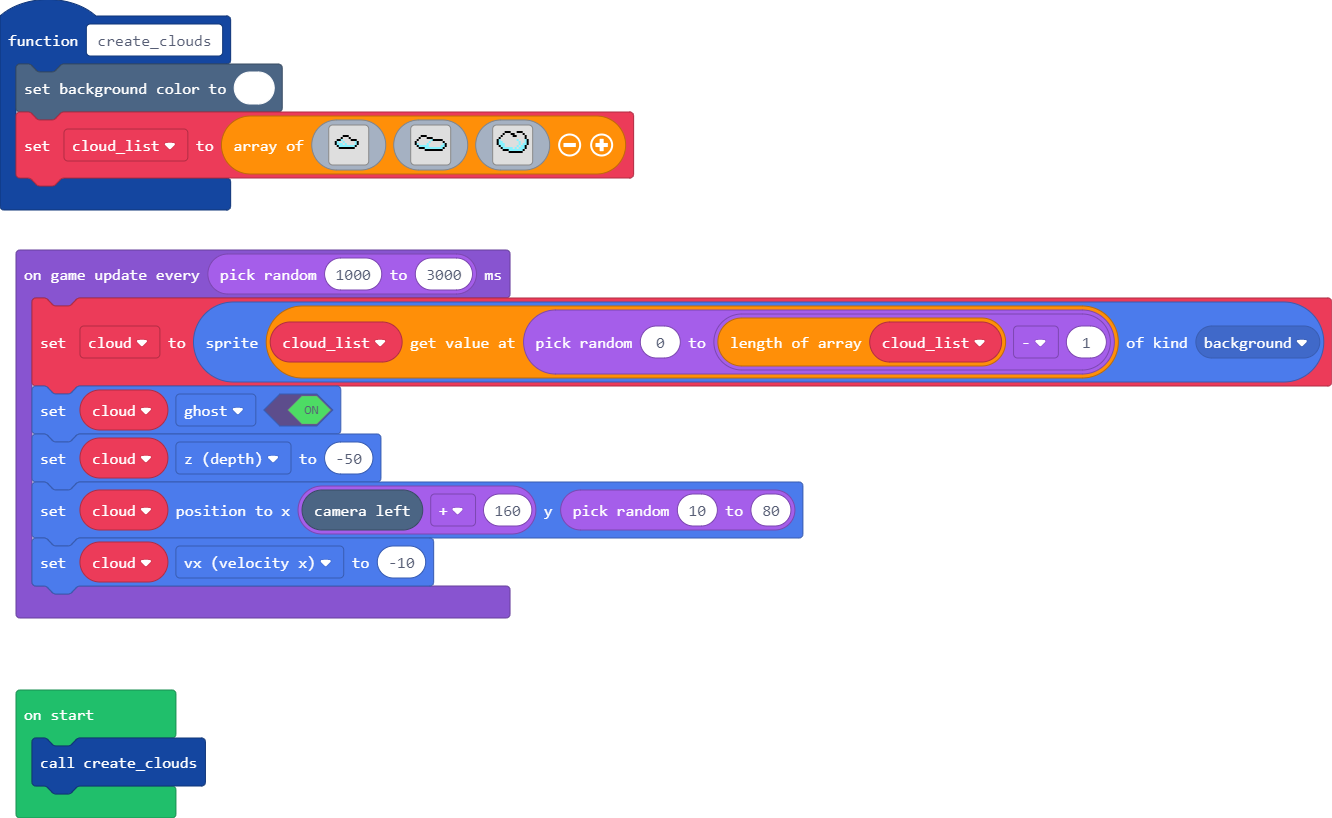 function create_clouds
set background color to
set cloud_list to array of
on game update every pick random 1000 to 3000 ms
set cloud to sprite cloud_list get value at pick random 0 to length of array cloud_list - 1 of kind background
set cloud ghost ON
set cloud z (depth) to -50
set cloud position to x camera left + 160 y pick random 10 to 80
set cloud vx (velocity x) to -10
on start
call create_clouds